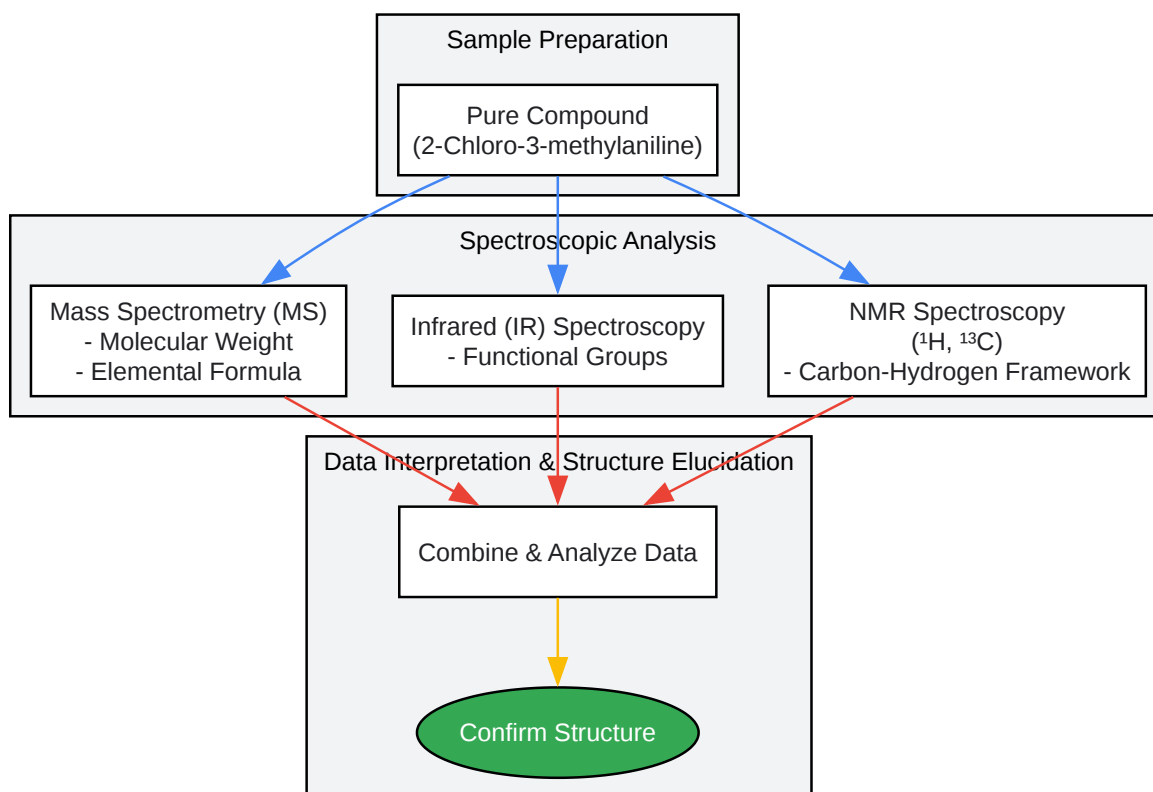 Sample Preparation
Pure Compound
(2-Chloro-3-methylaniline)
Spectroscopic Analysis
Mass Spectrometry (MS)
- Molecular Weight
- Elemental Formula
Infrared (IR) Spectroscopy
- Functional Groups
NMR Spectroscopy
(¹H, ¹³C)
- Carbon-Hydrogen Framework
Data Interpretation & Structure Elucidation
Combine & Analyze Data
Confirm Structure